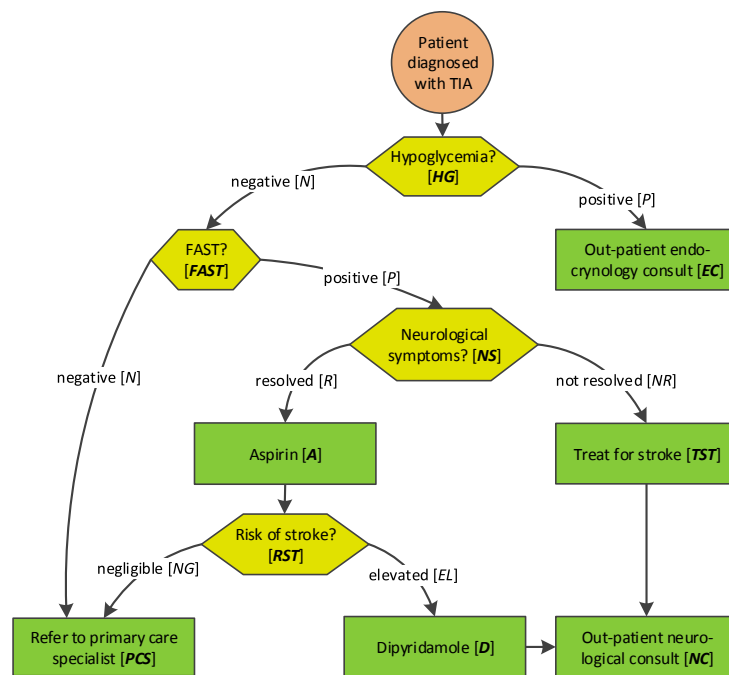 Patient
diagnosed
with TIA
Hypoglycemia?
[HG]
negative [N]
positive [P]
FAST?
[FAST]
Out-patient endo-
crynology consult [EC]
positive [P]
Neurological
symptoms? [NS]
negative [N]
resolved [R]
not resolved [NR]
Aspirin [A]
Treat for stroke [TST]
Risk of stroke?
[RST]
negligible [NG]
elevated [EL]
Refer to primary care
specialist [PCS]
Dipyridamole [D]
Out-patient neuro-
logical consult [NC]